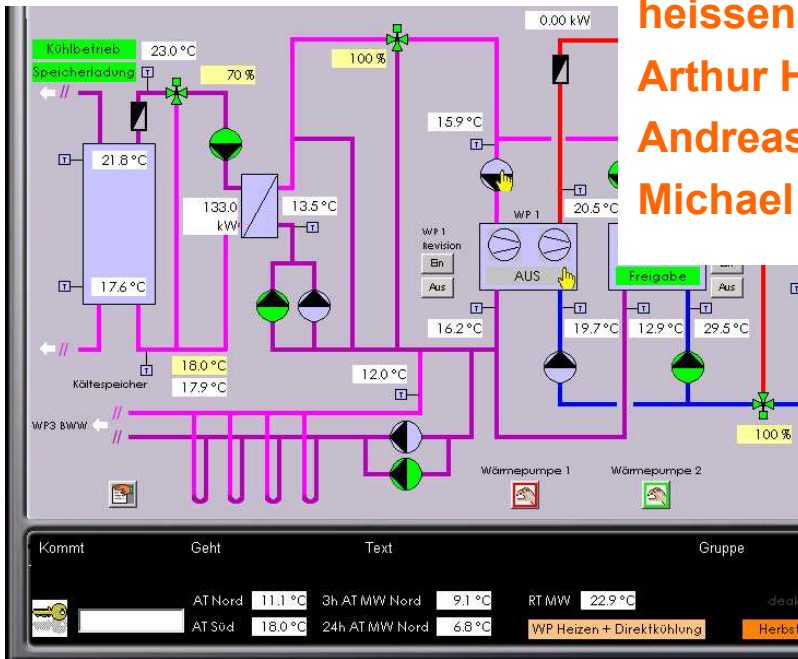 heissen
Arthur H
Andreas
Michael
0.00 kW
Kühlbetrieb
23.0 °C
Speicherladung
T
70 %
100 %
15.9 °C
T
T
21.8 °C
133.0
kW
13.5 °C
T
WP 1
20.5 °C
T
WP 1
Revision
Ein
Aus
AUS
Freigabe
Aus
T
17.6 °C
T
T
T
T
T
16.2 °C
19.7 °C
12.9 °C
29.5 °C
18.0 °C
17.9 °C
T
Kältespeicher
12.0 °C
T
WP3 BWW
100 %
Wärmepumpe 1
Wärmepumpe 2
Kommt
Geht
Text
Gruppe
AT Nord
11.1 °C
3h AT MW Nord
9.1 °C
RT MW
22.9 °C
deak
AT Süd
18.0 °C
24h AT MW Nord
6.8 °C
WP Heizen + Direktkühlung
Herbst